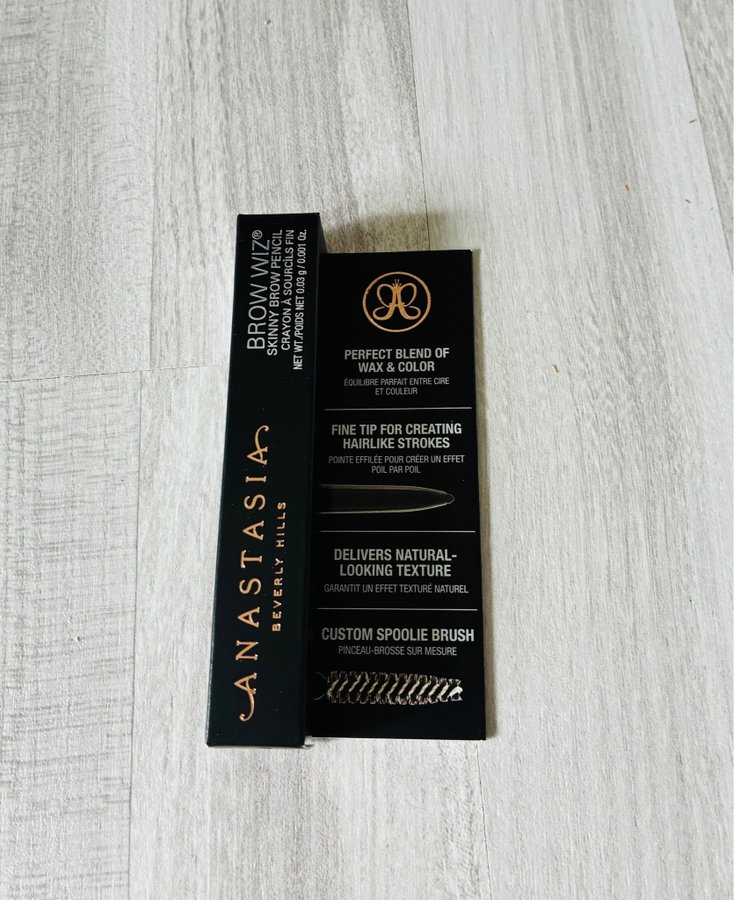 BROW WIZ®
SKINNY BROW PENCIL
CRAYON À SOURCILS FIN
NET WT./POIDS NET 0.03 g / 0.001 Oz.
ANASTASIA
BEVERLY HILLS
PERFECT BLEND OF
WAX & COLOR
ÉQUILIBRE PARFAIT ENTRE CIRE
ET COULEUR
FINE TIP FOR CREATING
HAIRLIKE STROKES
POINTE EFFILÉE POUR CRÉER UN EFFET
POIL PAR POIL
DELIVERS NATURAL-
LOOKING TEXTURE
GARANTIT UN EFFET TEXTURÉ NATUREL
CUSTOM SPOOLIE BRUSH
PINCEAU-BROSSE SUR MESURE